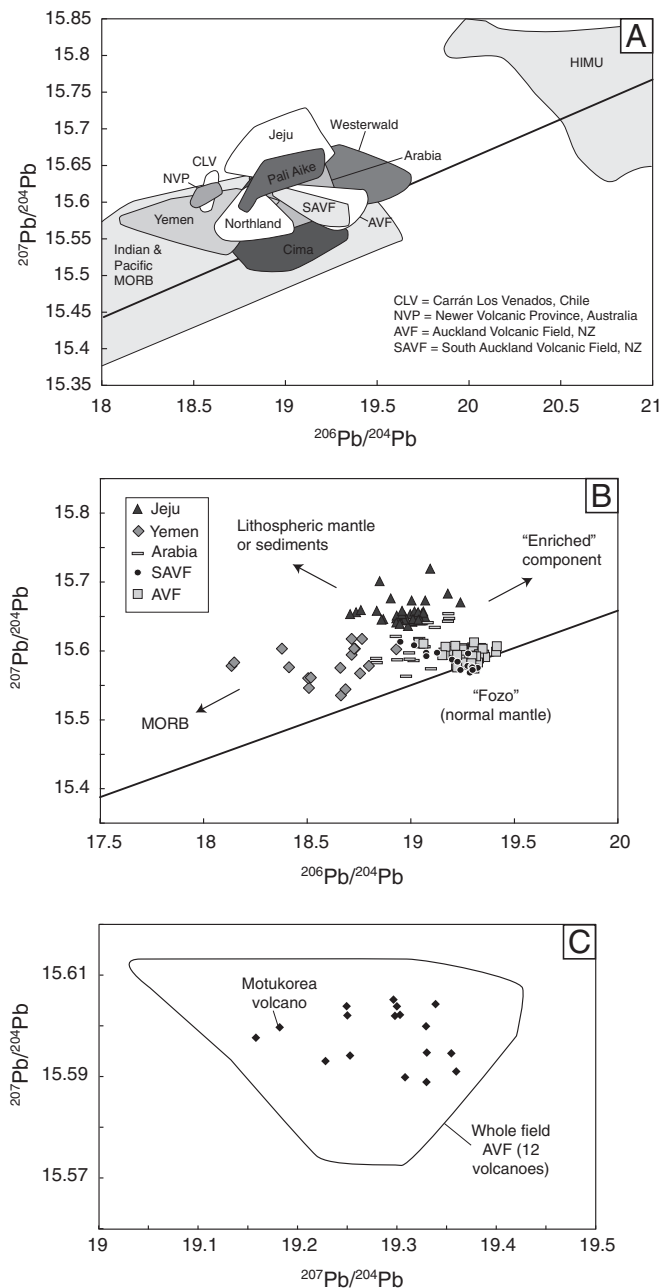 15.85
A
HIMU
15.8
15.75
Jeju
Westerwald
15.7
CLV
Arabia
15.65
NVP
Pali Aike
15.6
Yemen
SAVF
Northland
AVF
15.55
Indian &
Pacific
MORB
Cima
15.5
CLV = Carrán Los Venados, Chile
NVP = Newer Volcanic Province, Australia
AVF = Auckland Volcanic Field, NZ
SAVF = South Auckland Volcanic Field, NZ
15.45
15.4
15.35
²⁰⁷Pb/²⁰⁴Pb
18 18.5 19 19.5 20 20.5 21
²⁰⁶Pb/²⁰⁴Pb
B
15.8
Jeju
Yemen
Arabia
SAVF
AVF
Lithospheric mantle
or sediments
"Enriched"
component
15.7
15.6
"Fozo"
(normal mantle)
MORB
15.5
15.4
²⁰⁷Pb/²⁰⁴Pb
17.5 18 18.5 19 19.5 20
²⁰⁶Pb/²⁰⁴Pb
C
15.61
Motukorea
volcano
15.59
Whole field
AVF (12
volcanoes)
15.57
²⁰⁷Pb/²⁰⁴Pb
19 19.1 19.2 19.3 19.4 19.5
²⁰⁷Pb/²⁰⁴Pb